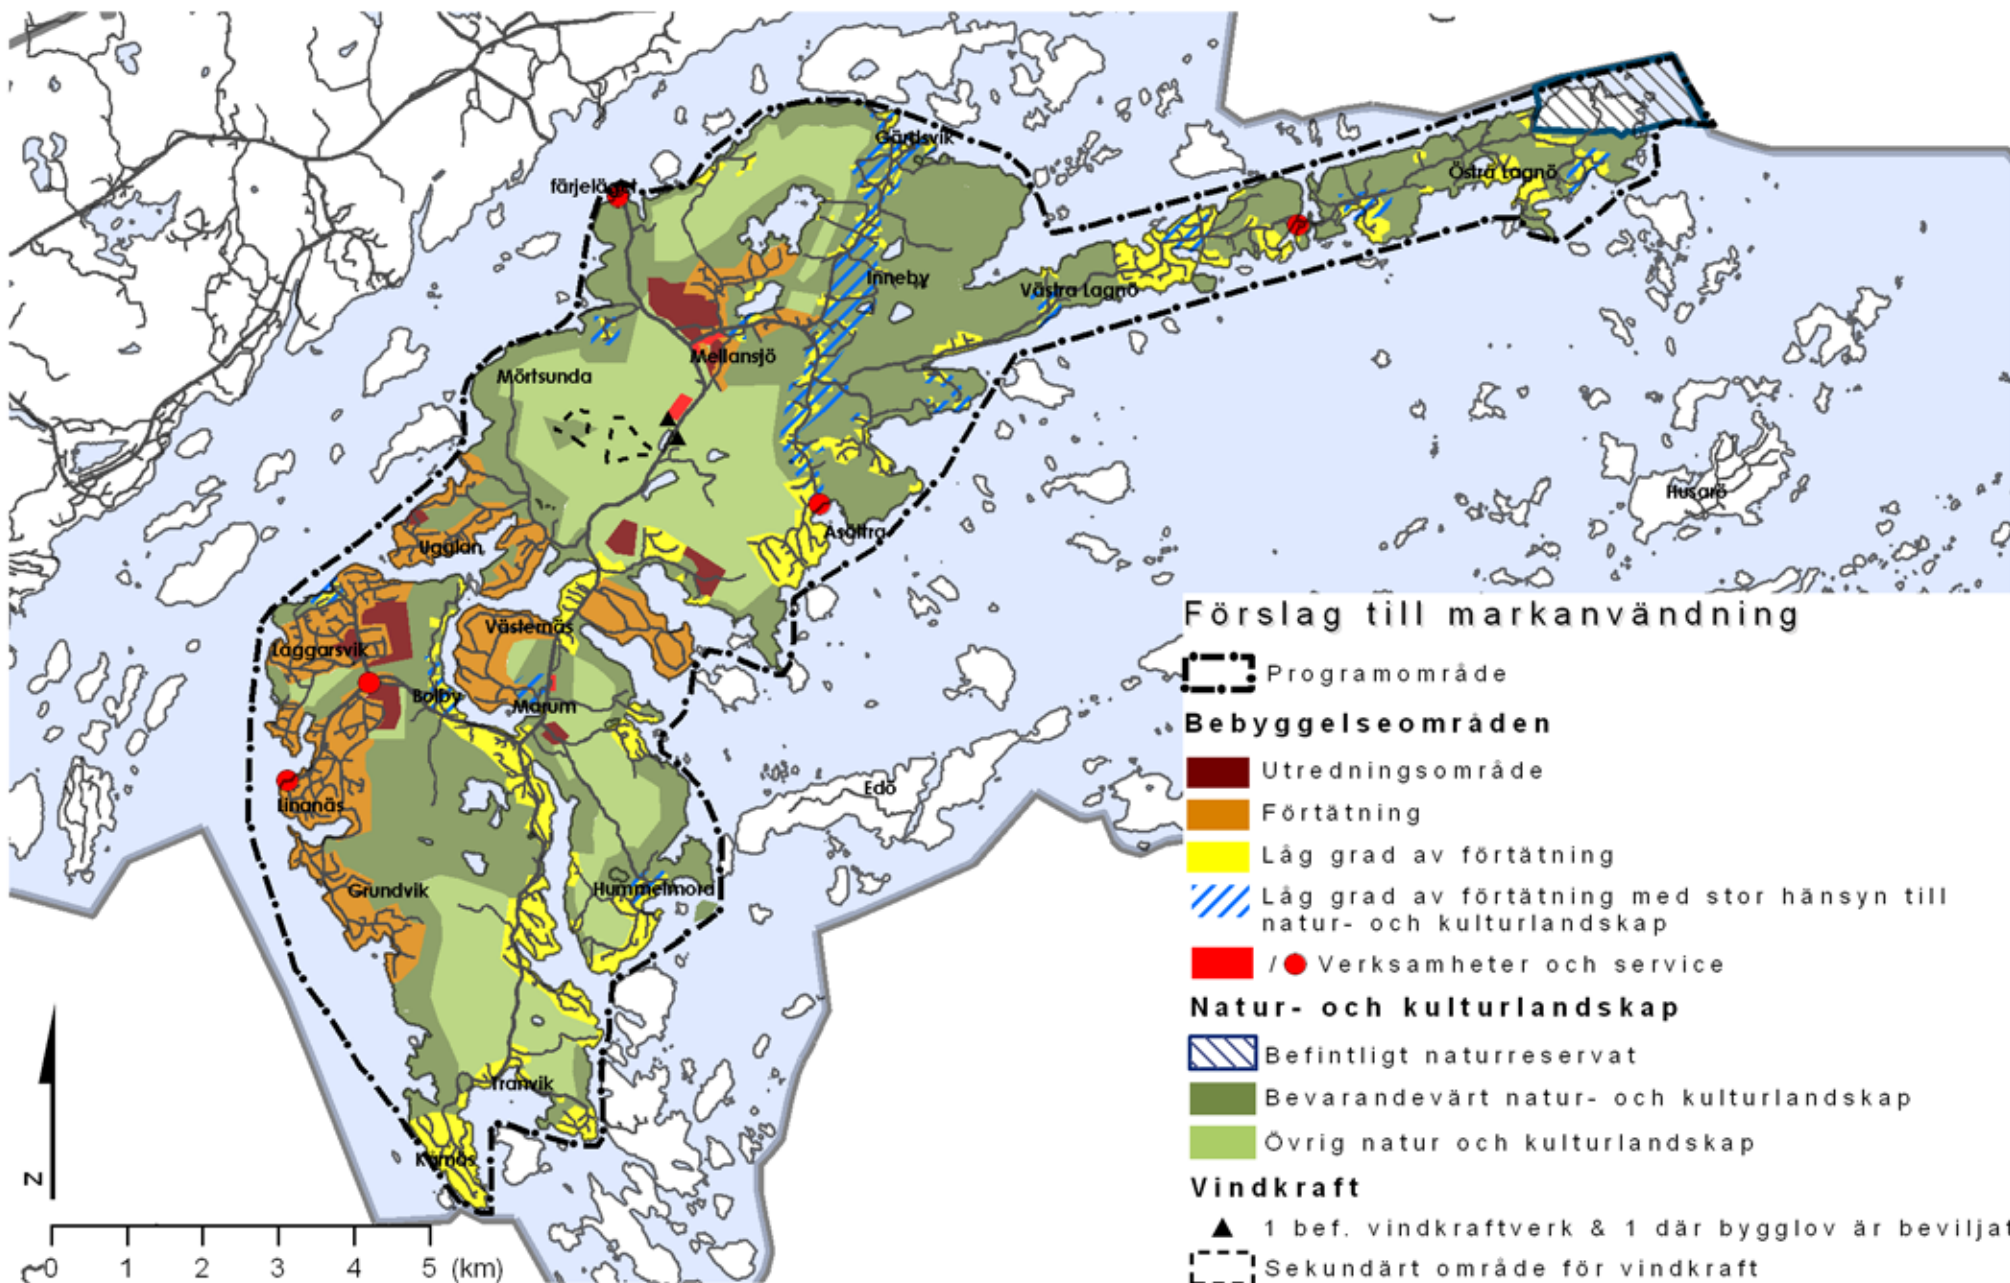 Gärdsvik
färjeläget
Östra Lagnö
Inneby
Västra Lagnö
Mellansjö
Mörtsunda
Husarö
Åsättra
Ugglan
Västernäs
Laggarsvik
Bolby
Marum
Linanäs
Edö
Grundvik
Hummelmora
Tranvik
Kårnäs
Z
0 1 2 3 4 5 (km)
Förslag till markanvändning
Programområde
Bebyggelseområden
Utredningsområde
Förtätning
Låg grad av förtätning
Låg grad av förtätning med stor hänsyn till
natur- och kulturlandskap
/ Verksamheter och service
Natur- och kulturlandskap
Befintligt naturreservat
Bevarandevärt natur- och kulturlandskap
Övrig natur och kulturlandskap
Vindkraft
1 bef. vindkraftverk & 1 där bygglov är beviljat
Sekundärt område för vindkraft